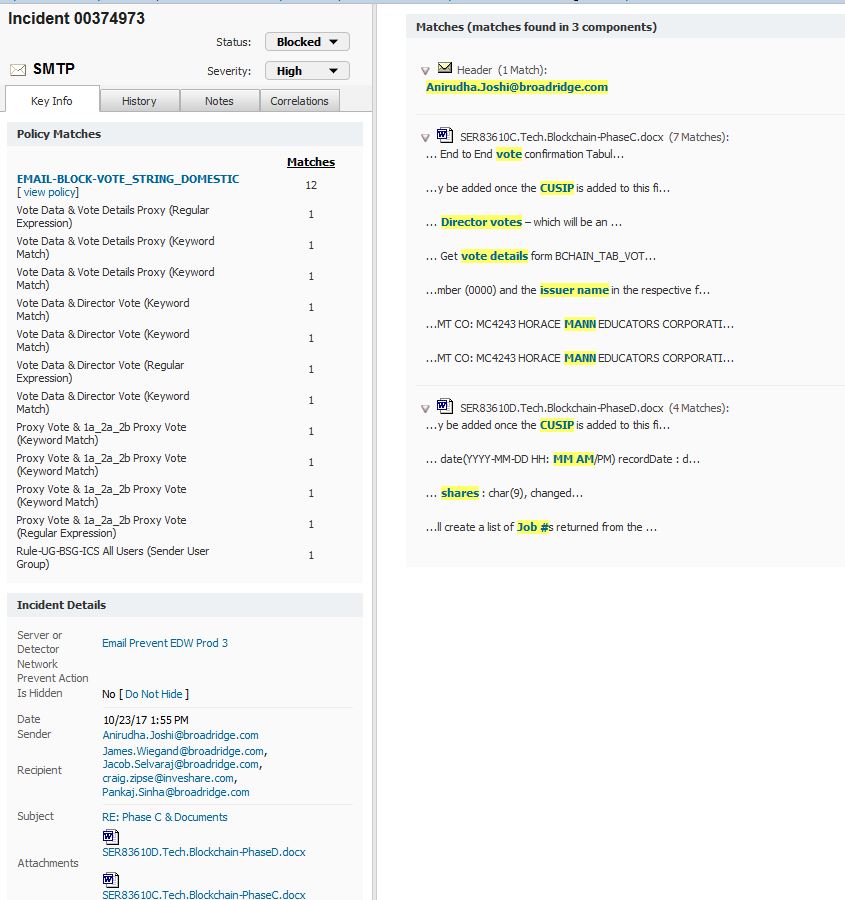 Incident 00374973
Status: Blocked
SMTP
Severity: High
Key Info History Notes Correlations
Policy Matches
Matches
EMAIL-BLOCK-VOTE_STRING_DOMESTIC 12
[ view policy]
Vote Data & Vote Details Proxy (Regular 1
Expression)
Vote Data & Vote Details Proxy (Keyword 1
Match)
Vote Data & Vote Details Proxy (Keyword 1
Match)
Vote Data & Director Vote (Keyword 1
Match)
Vote Data & Director Vote (Keyword 1
Match)
Vote Data & Director Vote (Regular 1
Expression)
Vote Data & Director Vote (Keyword 1
Match)
Proxy Vote & 1a_2a_2b Proxy Vote 1
(Keyword Match)
Proxy Vote & 1a_2a_2b Proxy Vote 1
(Keyword Match)
Proxy Vote & 1a_2a_2b Proxy Vote 1
(Keyword Match)
Proxy Vote & 1a_2a_2b Proxy Vote 1
(Regular Expression)
Rule-UG-BSG-ICS All Users (Sender User 1
Group)
Incident Details
Server or
Detector Email Prevent EDW Prod 3
Network
Prevent Action
Is Hidden No [ Do Not Hide ]
Date 10/23/17 1:55 PM
Sender Anirudha.Joshi@broadridge.com
Recipient James.Wiegand@broadridge.com,
Jacob.Selvaraj@broadridge.com,
craig.zipse@inveshare.com,
Pankaj.Sinha@broadridge.com
Subject RE: Phase C & Documents
Attachments
SER83610D.Tech.Blockchain-PhaseD.docx
SER83610C.Tech.Blockchain-PhaseC.docx
Matches (matches found in 3 components)
Header (1 Match):
Anirudha.Joshi@broadridge.com
SER83610C.Tech.Blockchain-PhaseC.docx (7 Matches):
... End to End vote confirmation Tabul...
...y be added once the CUSIP is added to this fi...
... Director votes – which will be an ...
... Get vote details form BCHAIN_TAB_VOT...
...mber (0000) and the issuer name in the respective f...
...MT CO: MC4243 HORACE MANN EDUCATORS CORPORATI...
...MT CO: MC4243 HORACE MANN EDUCATORS CORPORATI...
SER83610D.Tech.Blockchain-PhaseD.docx (4 Matches):
...y be added once the CUSIP is added to this fi...
... date(YYYY-MM-DD HH: MM AM/PM) recordDate : d...
... shares : char(9), changed...
...ll create a list of Job #s returned from the ...